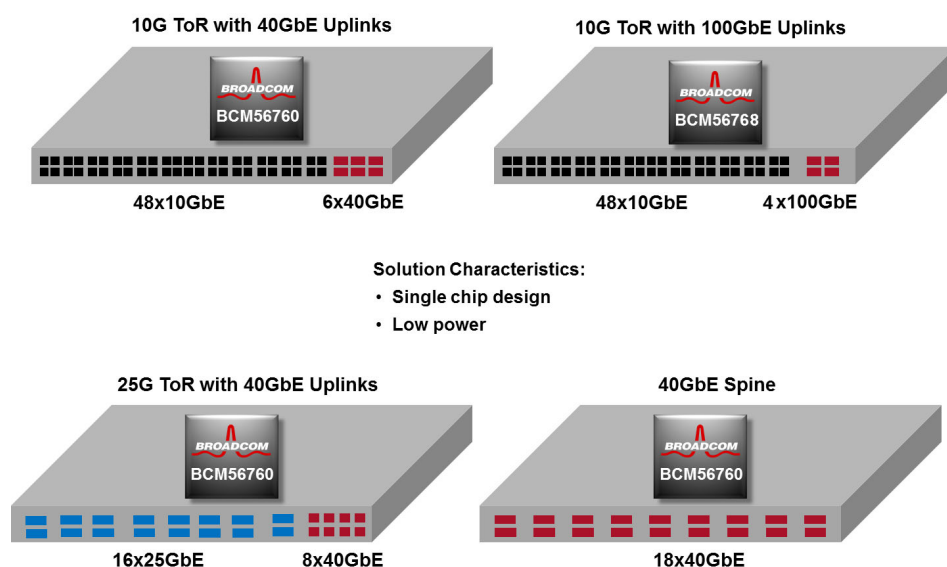 10G ToR with 40GbE Uplinks
BROADCOM
BCM56760
48x10GbE
6x40GbE
10G ToR with 100GbE Uplinks
BROADCOM
BCM56768
48x10GbE
4 x100GbE
Solution Characteristics:
• Single chip design
• Low power
25G ToR with 40GbE Uplinks
BROADCOM
BCM56760
16x25GbE
8x40GbE
40GbE Spine
BROADCOM
BCM56760
18x40GbE